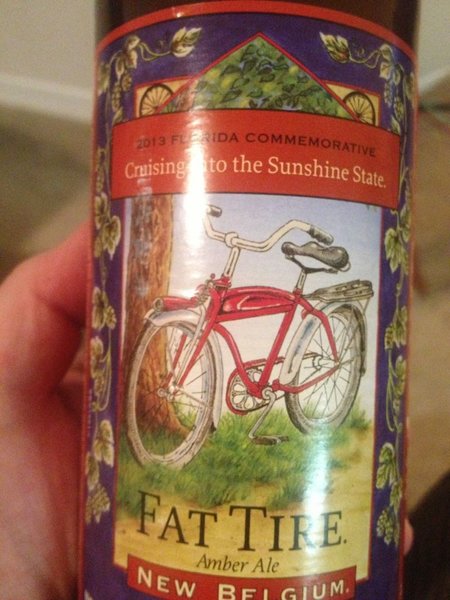 2013 FLORIDA COMMEMORATIVE
Cruising into the Sunshine State.
FAT TIRE.
Amber Ale
NEW BELGIUM.